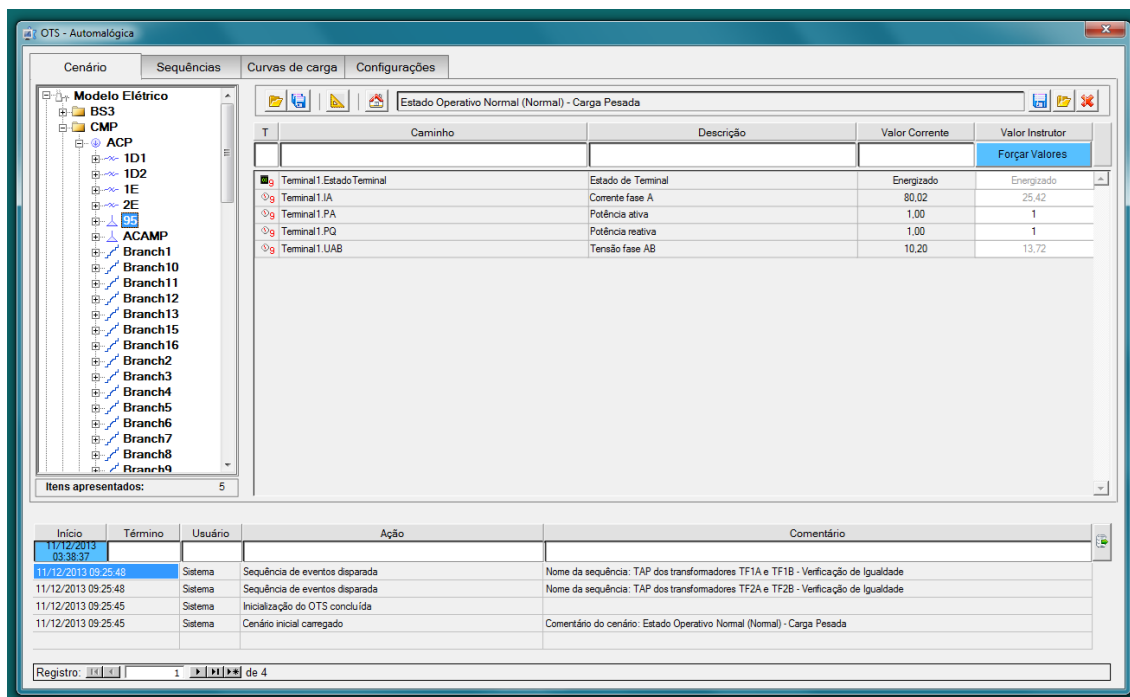 OTS - Automalógica
Cenário Sequências Curvas de carga Configurações
Modelo Elétrico
BS3
CMP
ACP
1D1
1D2
1E
2E
95
ACAMP
Branch1
Branch10
Branch11
Branch12
Branch13
Branch15
Branch16
Branch2
Branch3
Branch4
Branch5
Branch6
Branch7
Branch8
Branch9
Itens apresentados: 5
Estado Operativo Normal (Normal) - Carga Pesada
T Caminho Descrição Valor Corrente Valor Instrutor
Forçar Valores
Terminal1.EstadoTerminal Estado de Terminal Energizado Energizado
Terminal1.IA Corrente fase A 80,02 25,42
Terminal1.PA Potência ativa 1,00 1
Terminal1.PQ Potência reativa 1,00 1
Terminal1.UAB Tensão fase AB 10,20 13,72
Início Término Usuário Ação Comentário
11/12/2013
03:38:37
11/12/2013 09:25:48 Sistema Sequência de eventos disparada Nome da sequência: TAP dos transformadores TF1A e TF1B - Verificação de Igualdade
11/12/2013 09:25:48 Sistema Sequência de eventos disparada Nome da sequência: TAP dos transformadores TF2A e TF2B - Verificação de Igualdade
11/12/2013 09:25:45 Sistema Inicialização do OTS concluída
11/12/2013 09:25:45 Sistema Cenário inicial carregado Comentário do cenário: Estado Operativo Normal (Normal) - Carga Pesada
Registro: 1 de 4